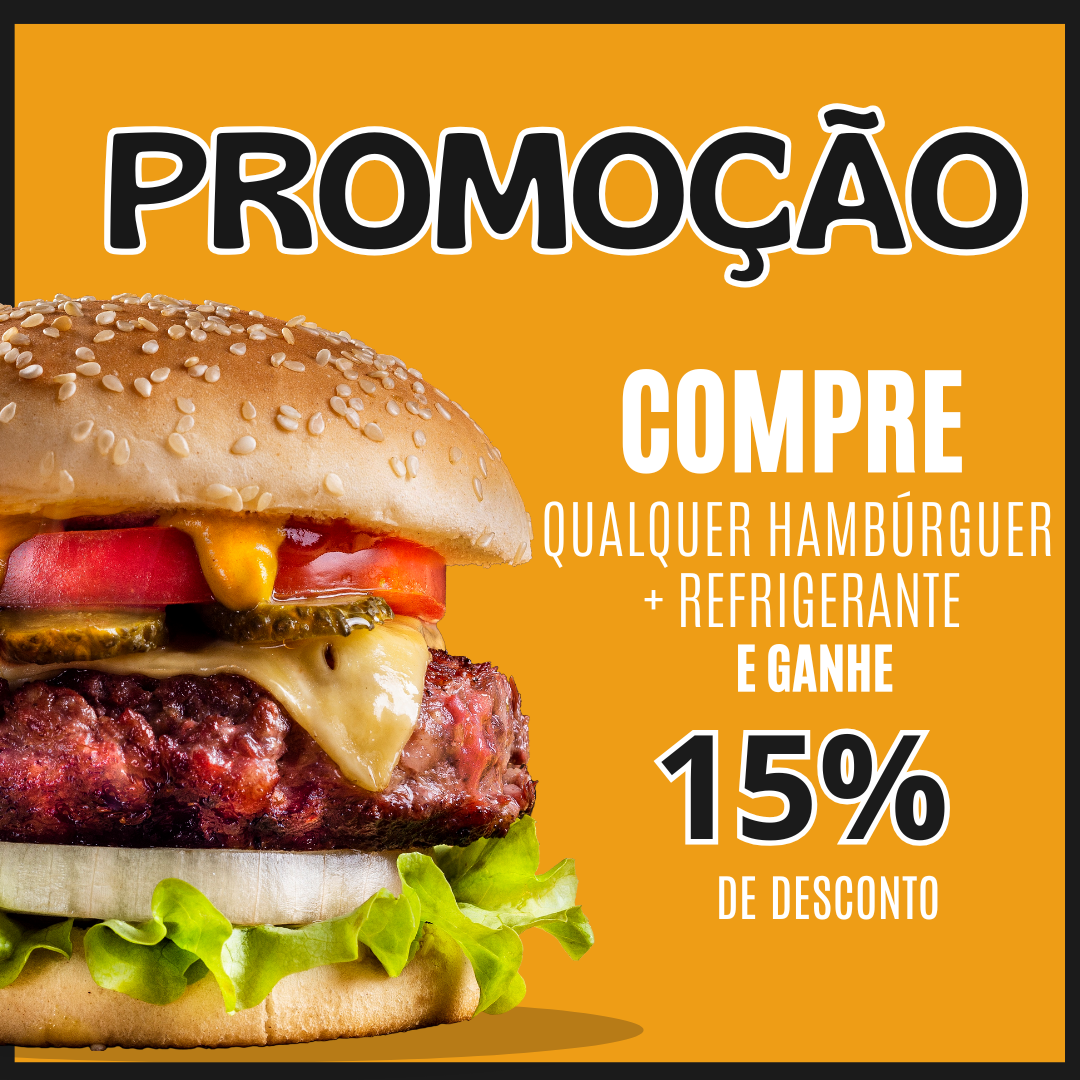 PROMOÇÃO
COMPRE
QUALQUER HAMBÚRGUER
+ REFRIGERANTE
E GANHE
15%
DE DESCONTO